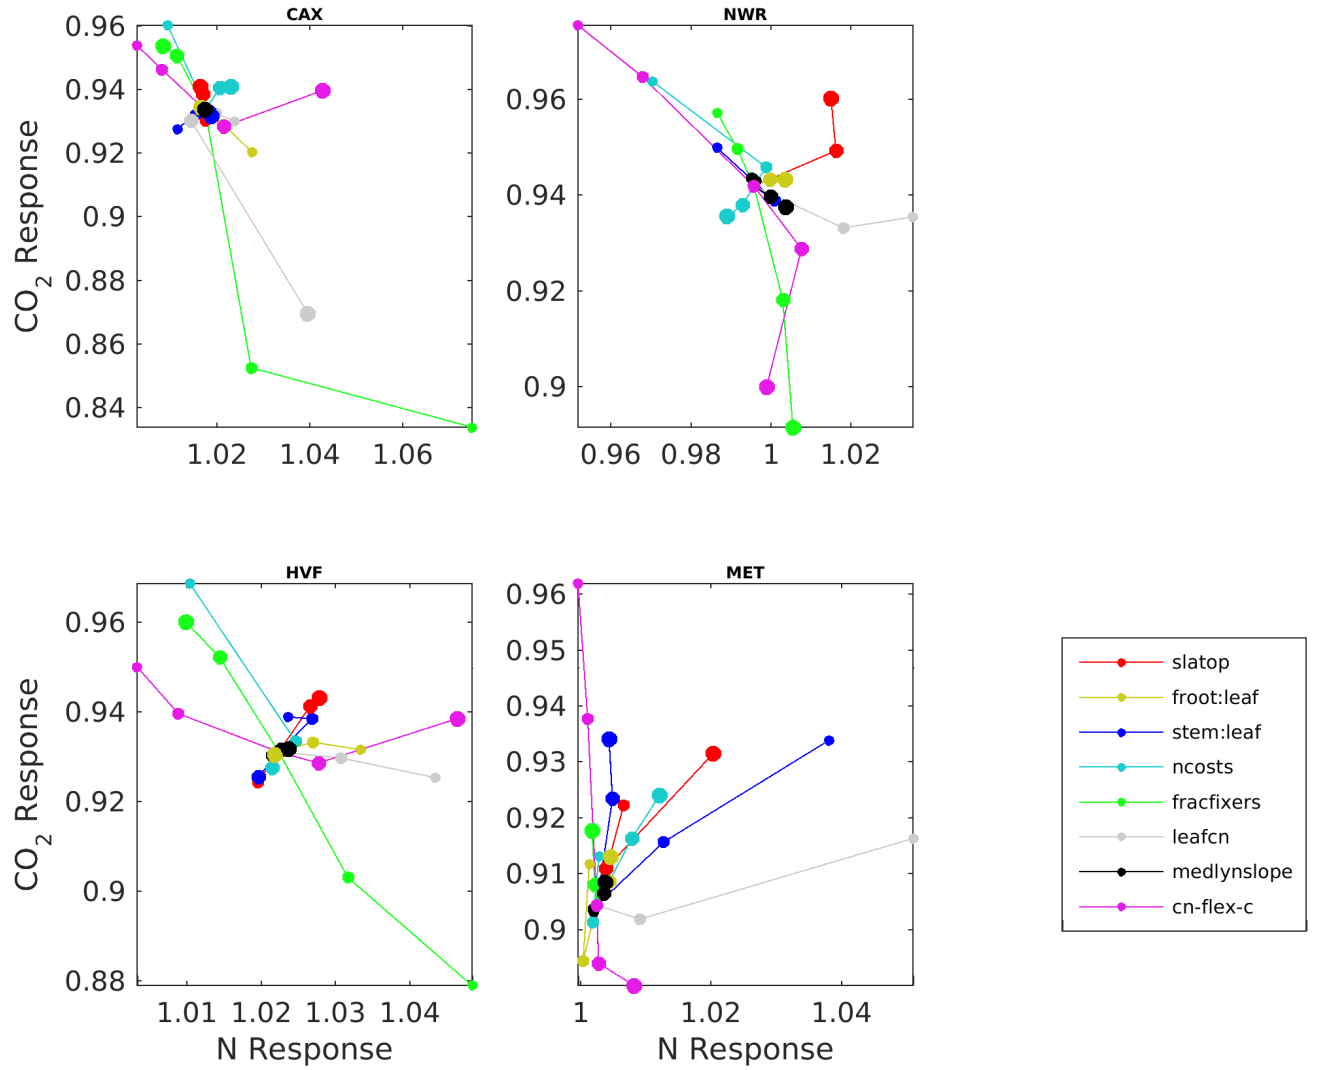 CAX
NWR
0.96
0.94
0.92
0.9
0.88
0.86
0.84
CO2 Response
1.02
1.04
1.06
0.96
0.94
0.92
0.9
0.96
0.98
1
1.02
HVF
MET
0.96
0.94
0.92
0.9
0.88
CO2 Response
1.01
1.02
1.03
1.04
N Response
0.96
0.95
0.94
0.93
0.92
0.91
0.9
1
1.02
1.04
N Response
slatop
froot:leaf
stem:leaf
ncosts
fracfixers
leafcn
medlynslope
cn-flex-c